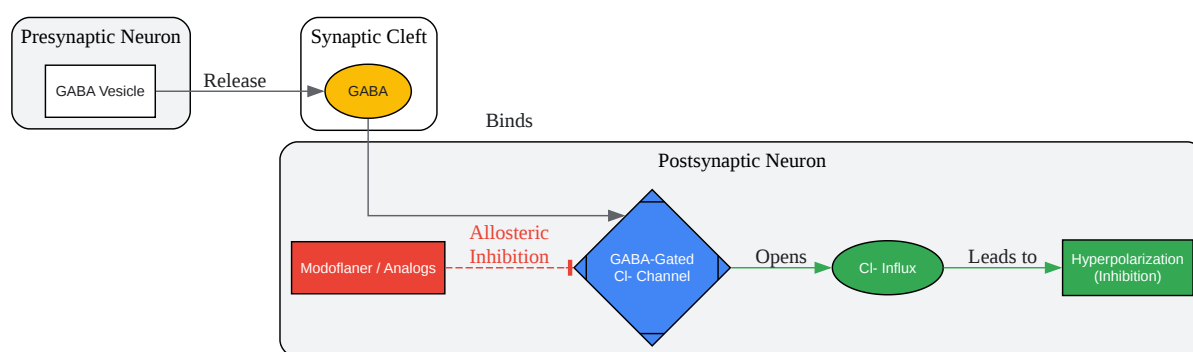 Presynaptic Neuron
GABA Vesicle
Release
Synaptic Cleft
GABA
Binds
Postsynaptic Neuron
Modoflaner / Analogs
Allosteric
Inhibition
GABA-Gated
Cl- Channel
Opens
Cl- Influx
Leads to
Hyperpolarization
(Inhibition)